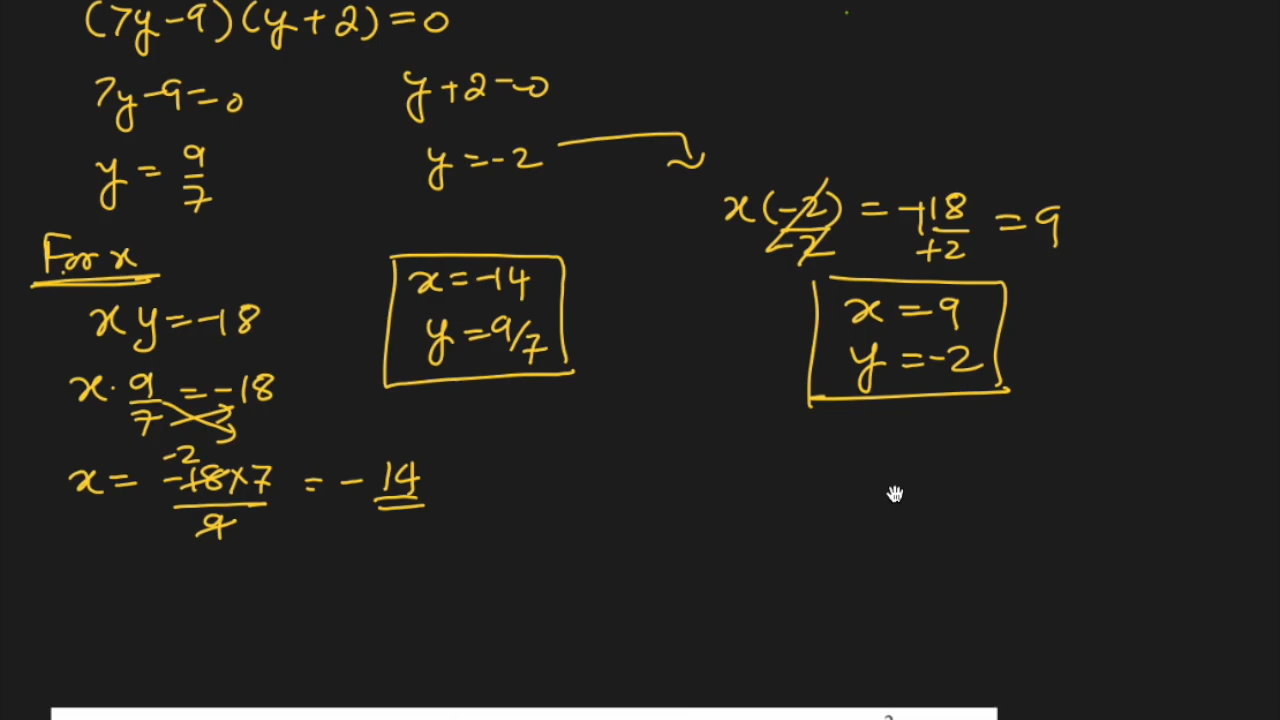 (7y-9)(y+2)=0
7y-9=0
y = 9/7
y+2=0
y=-2
For x
xy=-18
x. 9/7 = -18
x = -2 -18×7/9 = -14
x=-14
y=9/7
x(-2)/-2 = -18/-2 = 9
x=9
y=-2